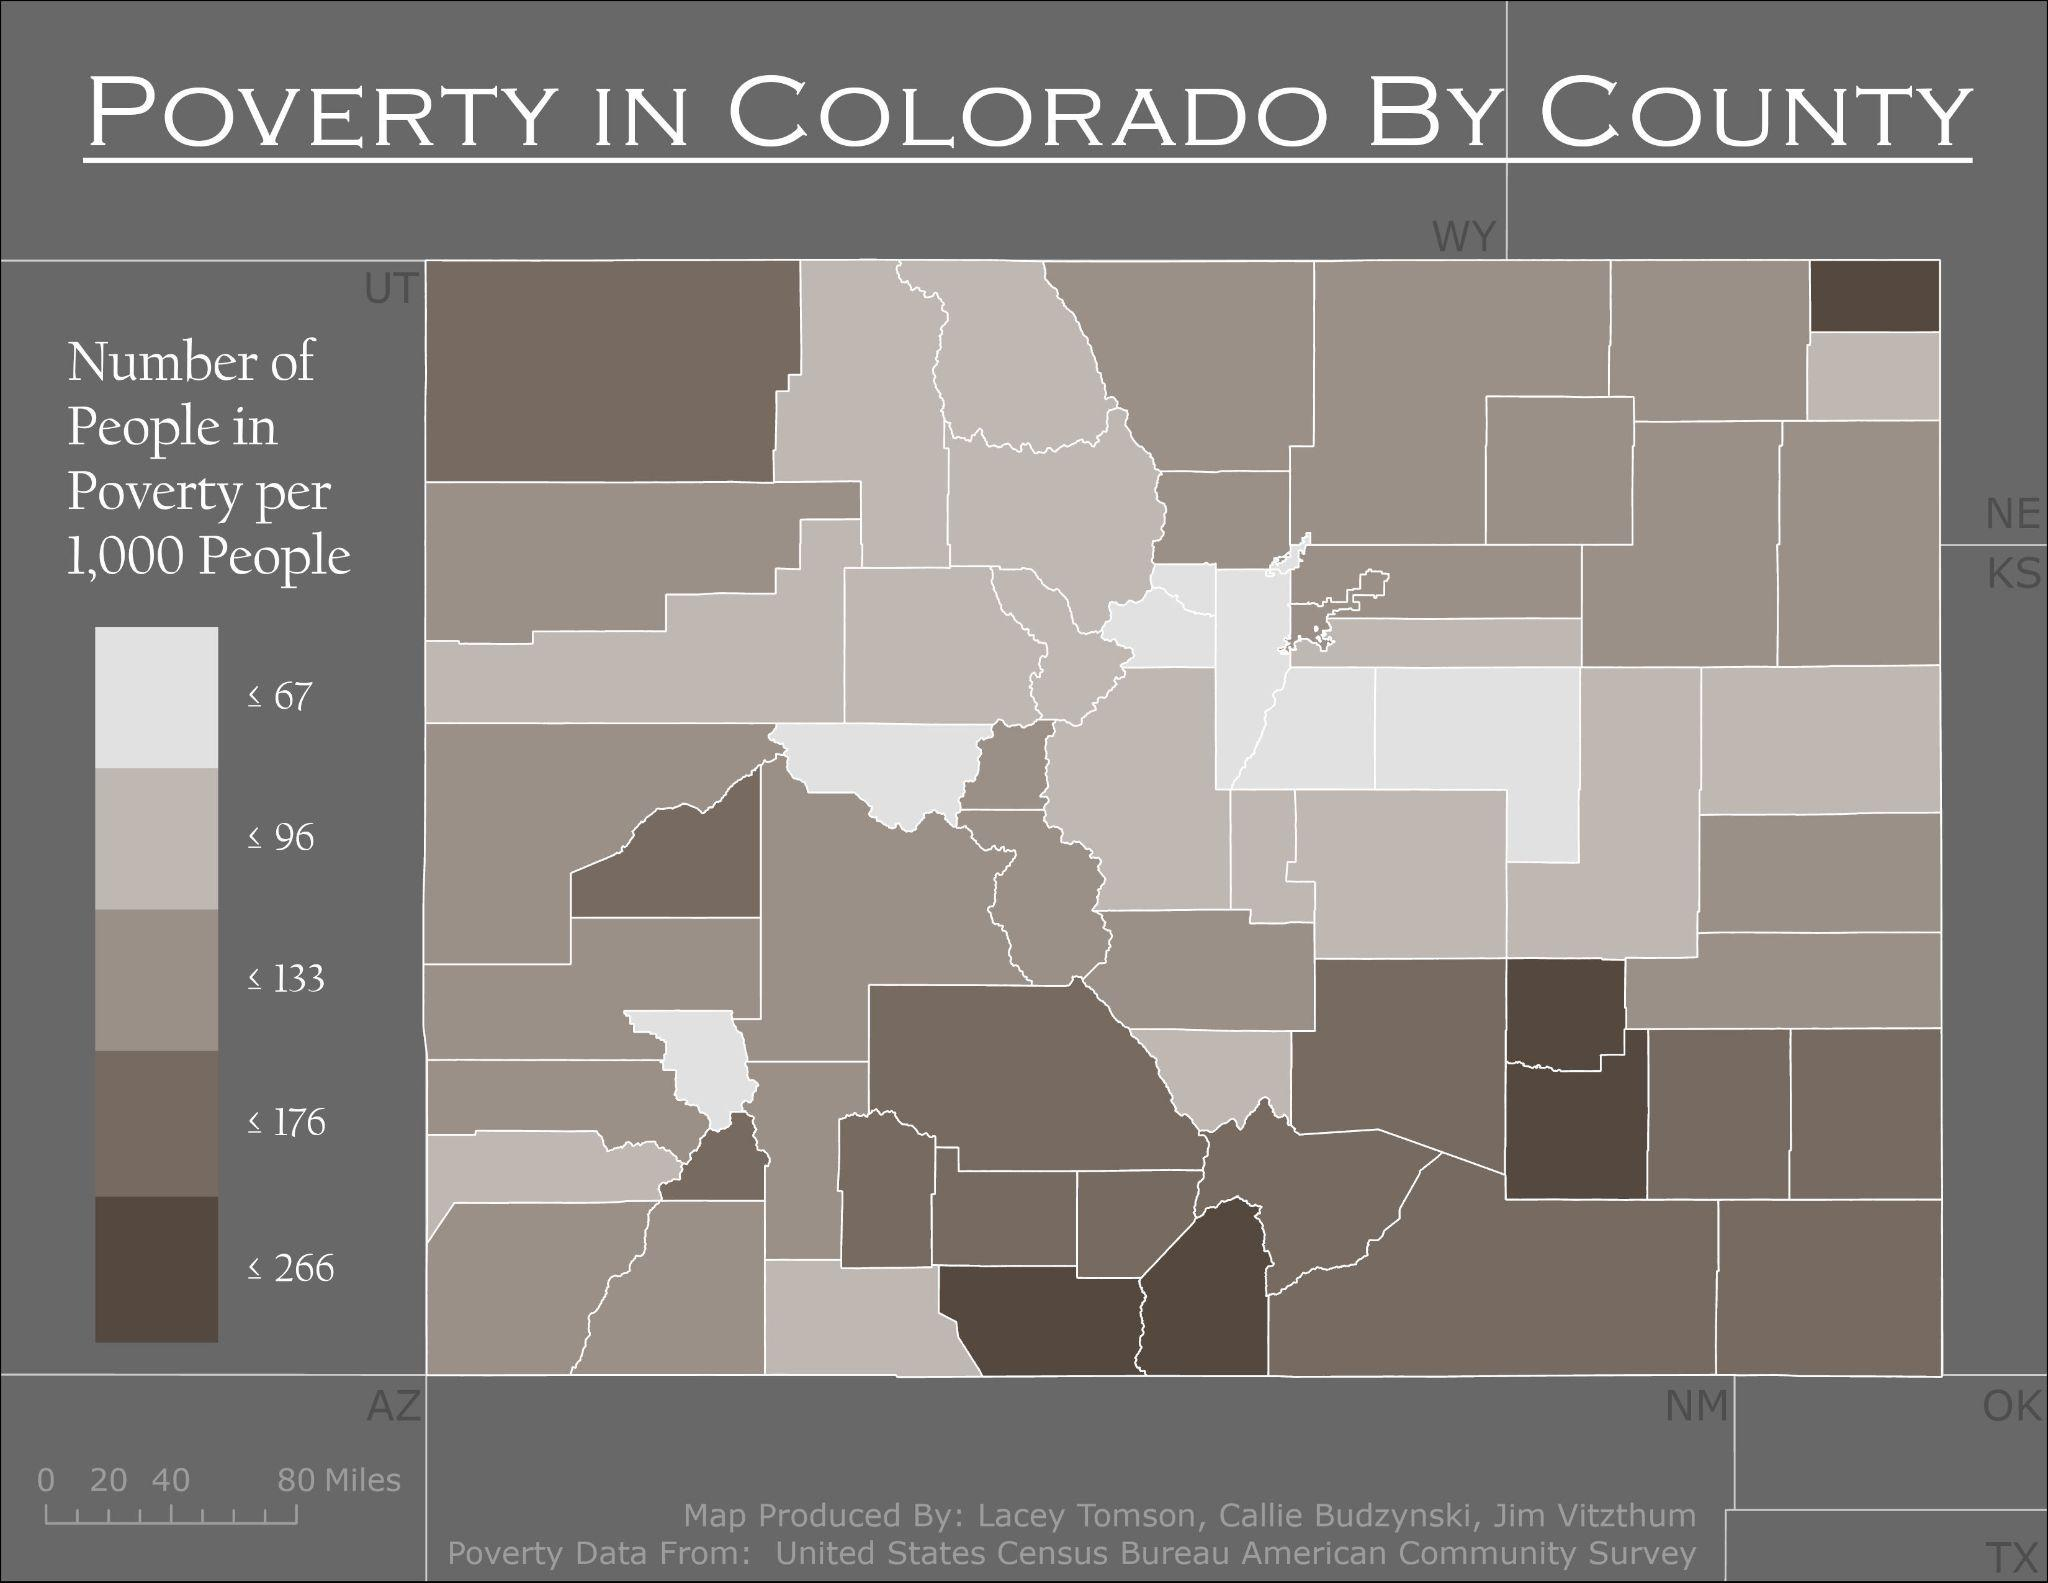 Poverty in Colorado By County
WY
UT
Number of
People in
Poverty per
1,000 People
NE
KS
≤ 67
≤ 96
≤ 133
≤ 176
≤ 266
AZ
NM
OK
0 20 40 80 Miles
Map Produced By: Lacey Tomson, Callie Budzynski, Jim Vitzthum
Poverty Data From: United States Census Bureau American Community Survey
TX